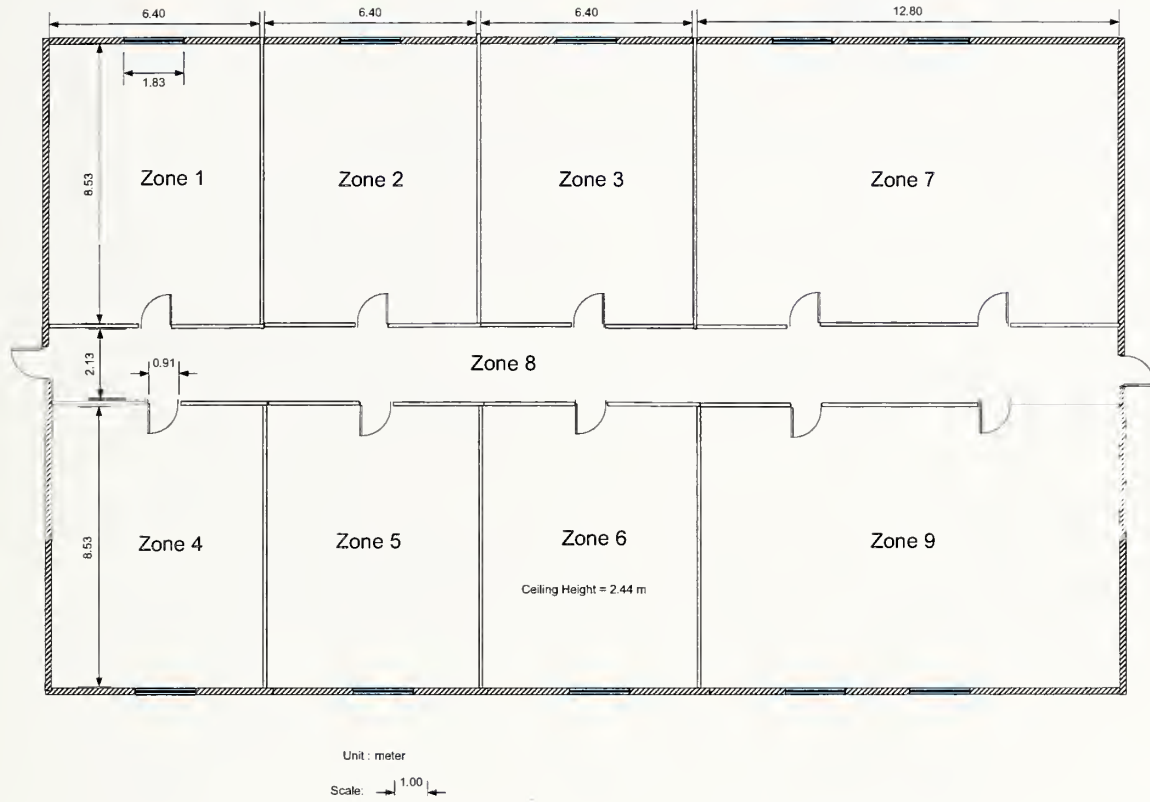 6.40 6.40 6.40 12.80
1.83
8.53
Zone 1 Zone 2 Zone 3 Zone 7
2.13
0.91
Zone 8
8.53
Zone 4 Zone 5 Zone 6 Zone 9
Ceiling Height = 2.44 m
Unit : meter
Scale: 1.00